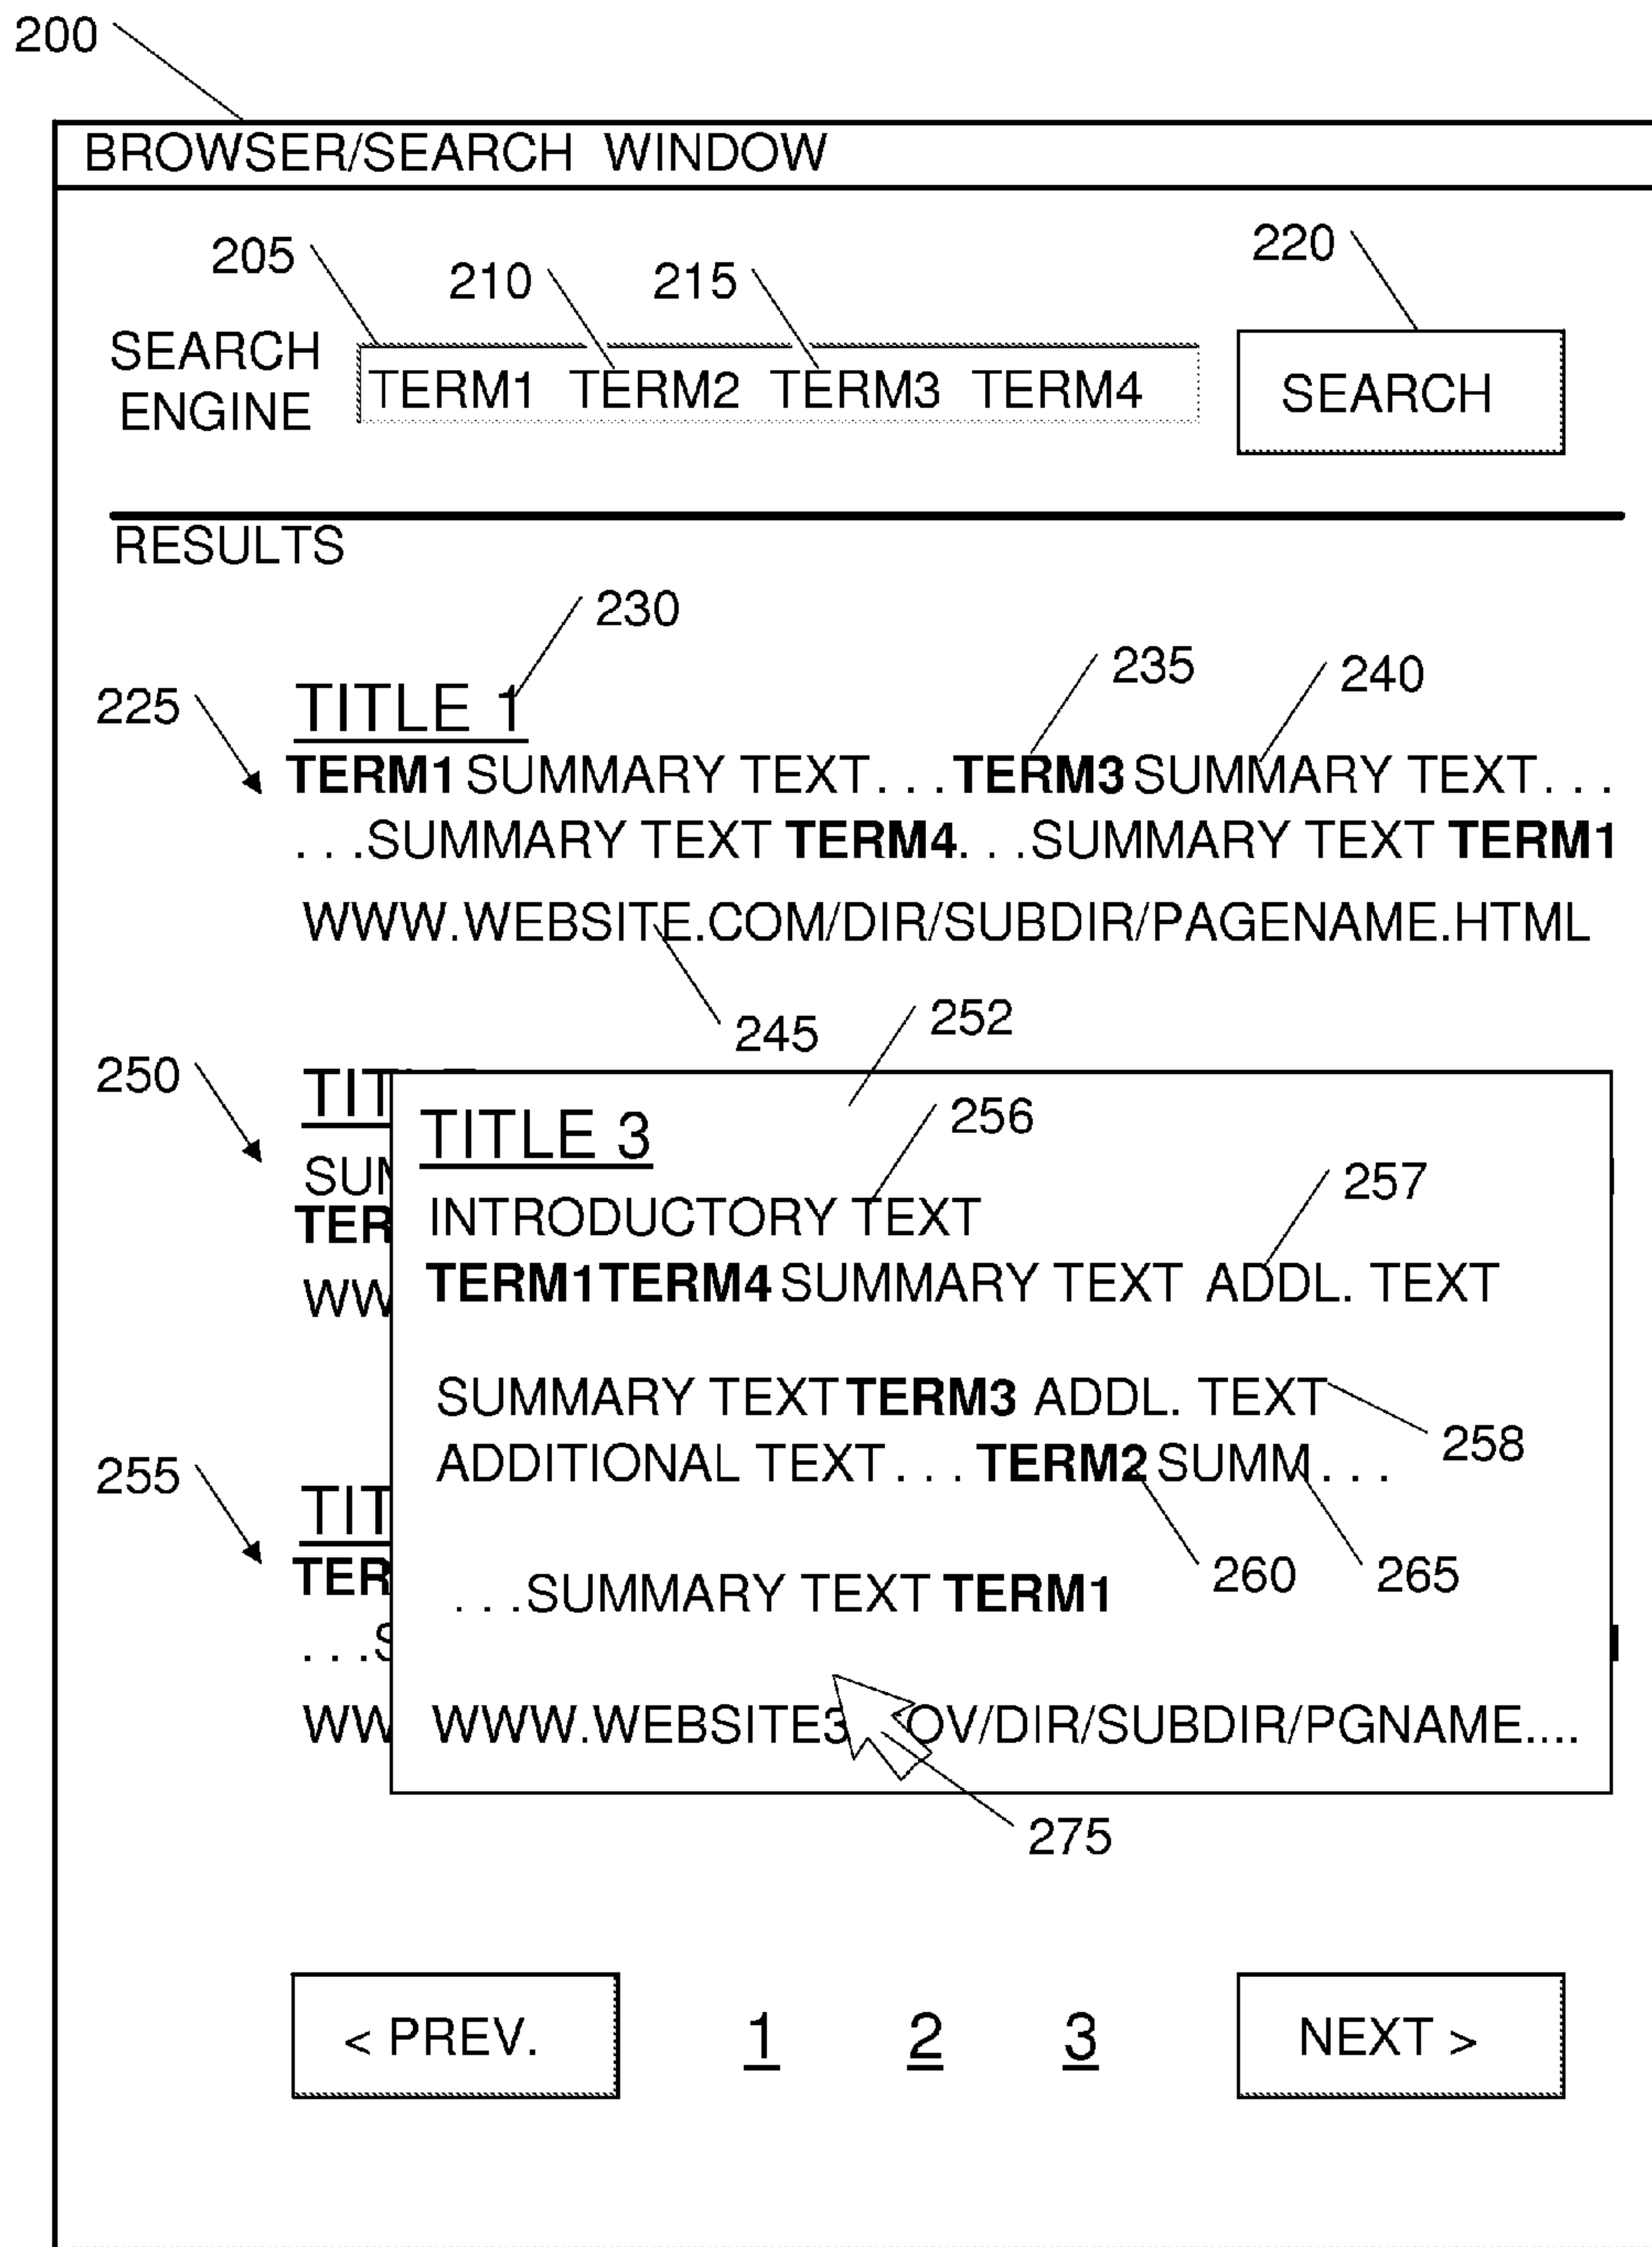 200
BROWSER/SEARCH WINDOW
205 210 215 220
SEARCH ENGINE
TERM1 TERM2 TERM3 TERM4
SEARCH
RESULTS
230
235
240
225
TITLE 1
TERM1 SUMMARY TEXT . . . TERM3 SUMMARY TEXT . . .
. . .SUMMARY TEXT TERM4. . .SUMMARY TEXT TERM1
WWW.WEBSITE.COM/DIR/SUBDIR/PAGENAME.HTML
245
252
250
TIT
SUM
TER
WW
TITLE 3
256
257
INTRODUCTORY TEXT
TERM1 TERM4 SUMMARY TEXT ADDL. TEXT
SUMMARY TEXT TERM3 ADDL. TEXT
258
ADDITIONAL TEXT . . . TERM2 SUMM . . .
260
265
. . .SUMMARY TEXT TERM1
255
TIT
TER
. . .S
WW
WWW.WEBSITE3 OV/DIR/SUBDIR/PGNAME....
275
< PREV.
1 2 3
NEXT >